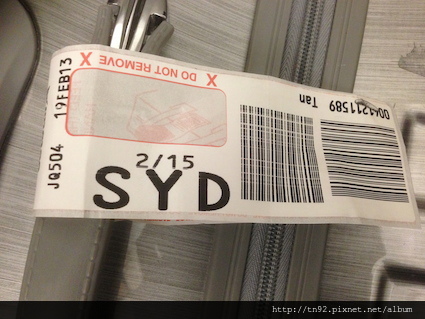 X DO NOT REMOVE X
JQ504 19FEB13
2/15
SYD
0041211589 Tan
http://tn92.pixnet.net/album